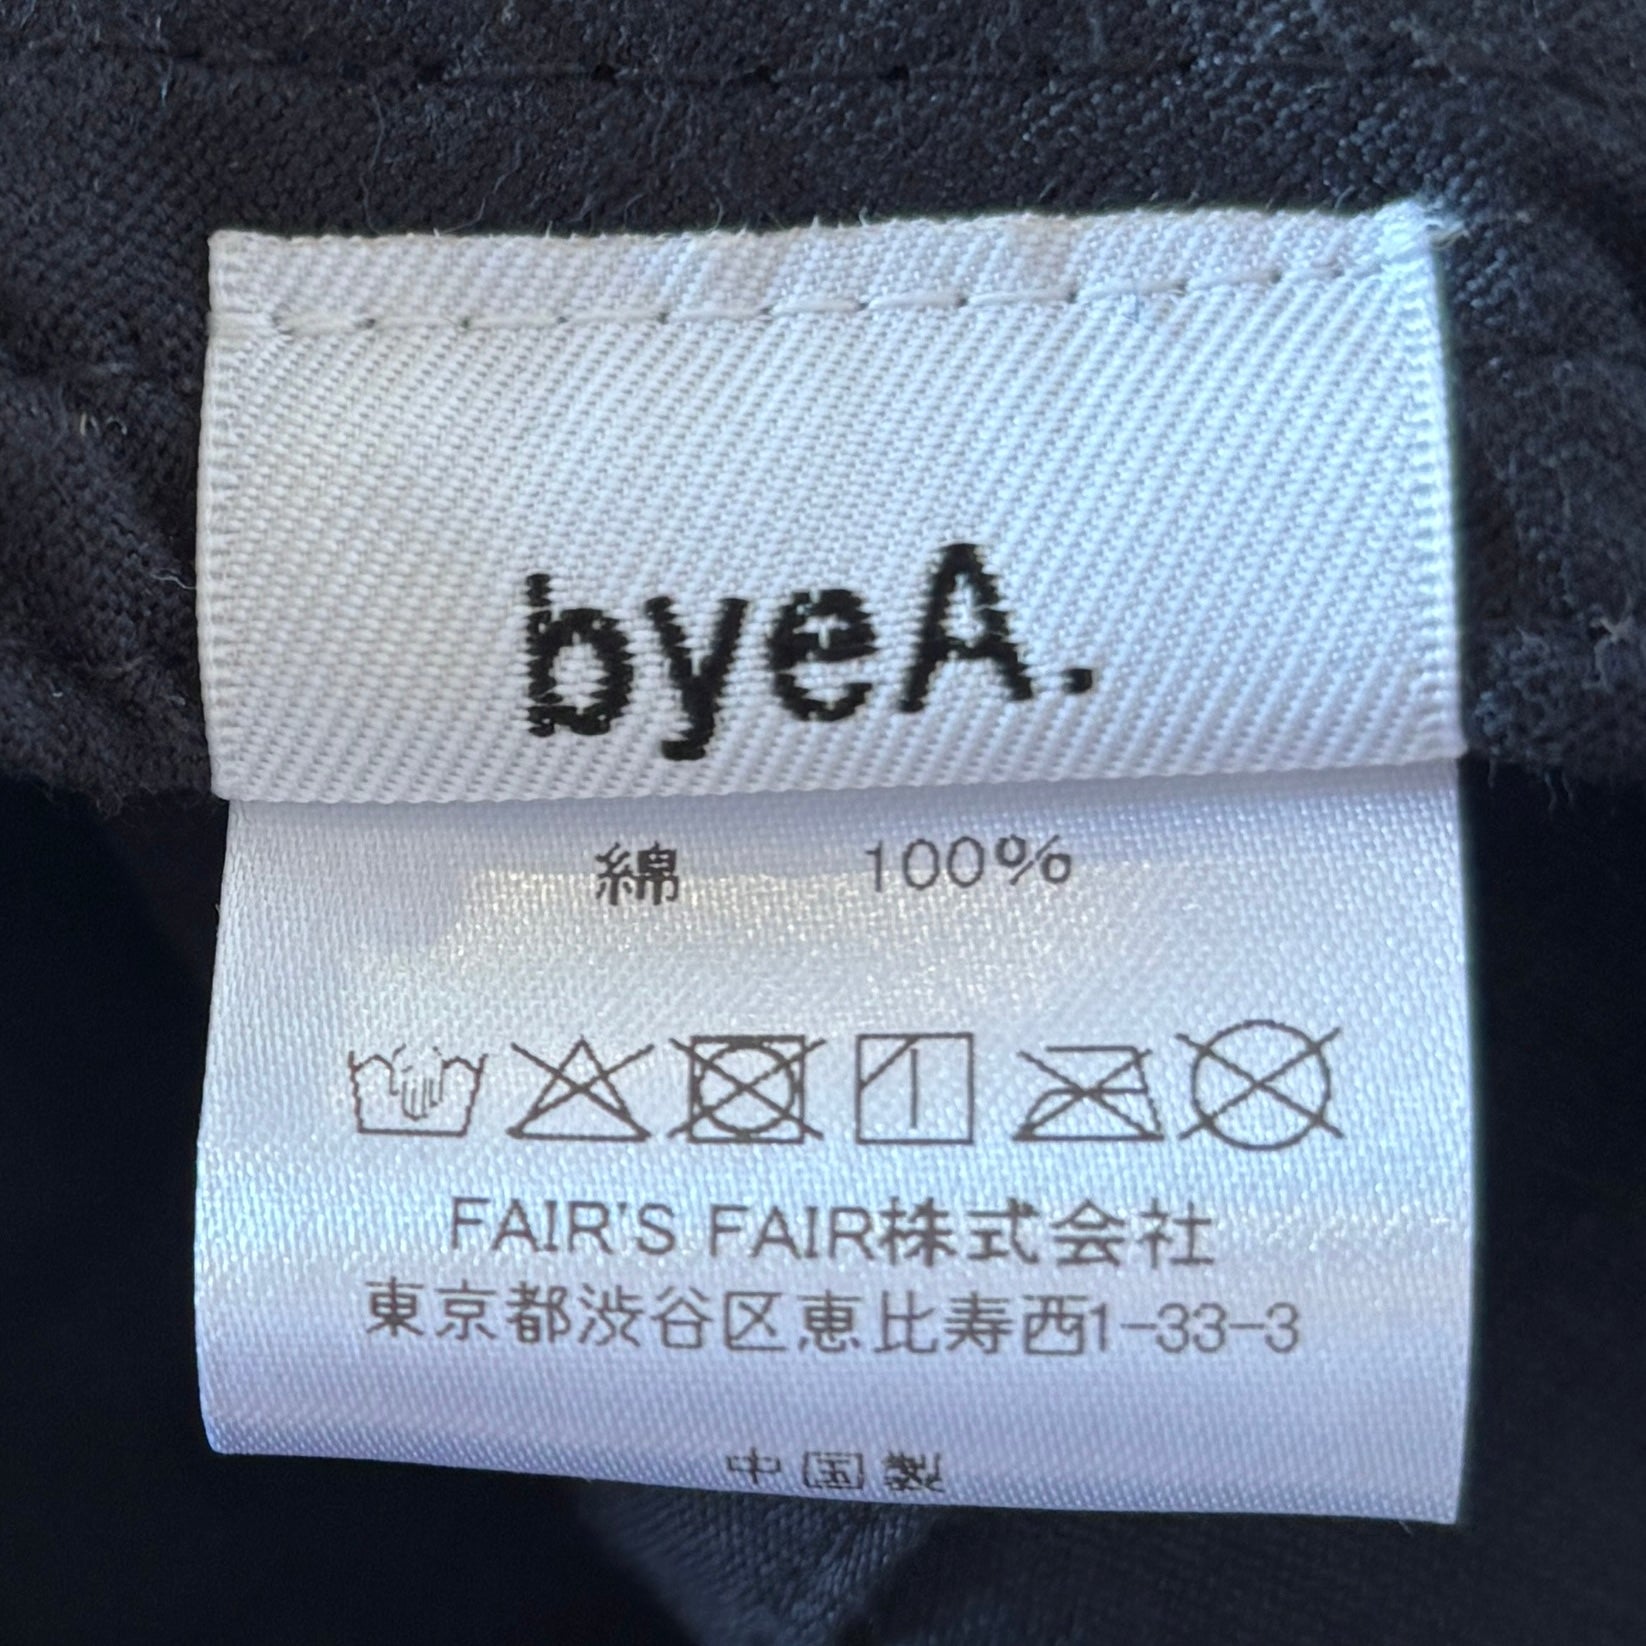 byeA.
綿 100%
FAIR'S FAIR株式会社
東京都渋谷区恵比寿西1-33-3
中国製